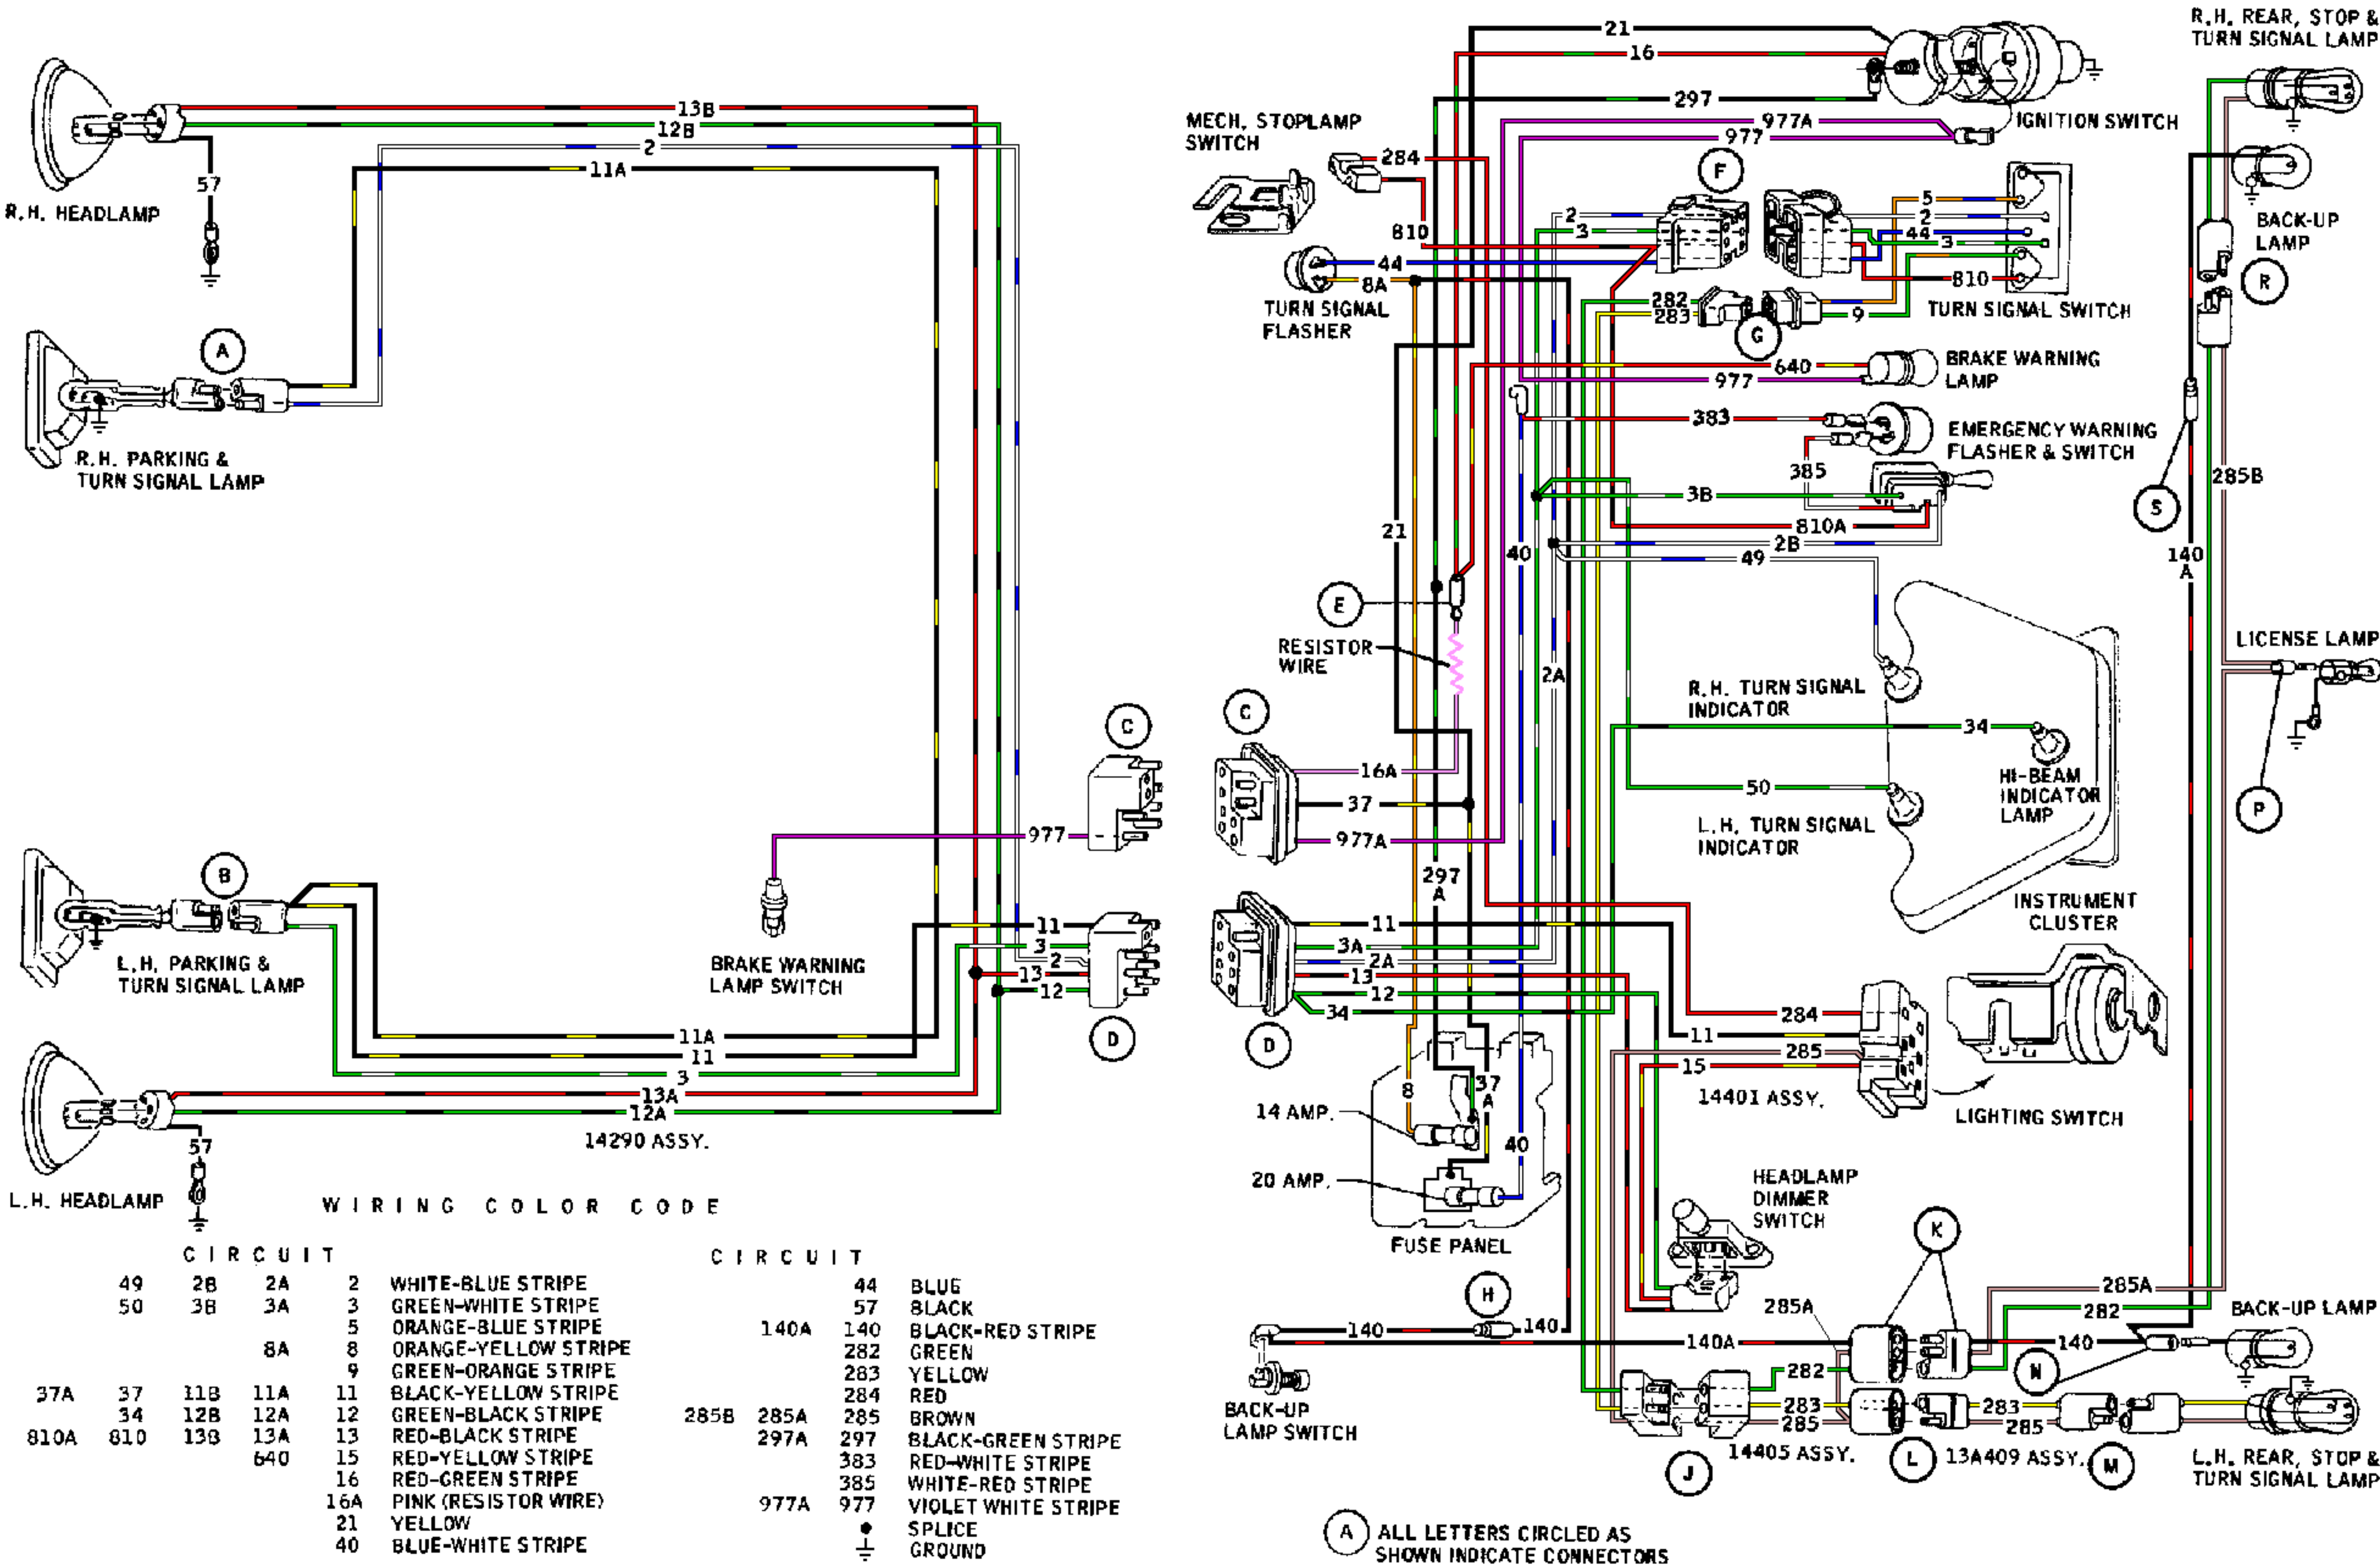 13B
12B
2
11A
57
R.H. HEADLAMP
A
R.H. PARKING &
TURN SIGNAL LAMP
C
977
B
L.H. PARKING &
TURN SIGNAL LAMP
BRAKE WARNING
LAMP SWITCH
11
3
2
13
12
D
11A
11
3
13A
12A
14290 ASSY.
57
L.H. HEADLAMP
21
16
297
977A
977
IGNITION SWITCH
MECH. STOPLAMP
SWITCH
284
810
F
2
3
44
8A
TURN SIGNAL
FLASHER
282
283
G
5
2
44
3
810
9
TURN SIGNAL SWITCH
640
977
BRAKE WARNING
LAMP
383
385
EMERGENCY WARNING
FLASHER & SWITCH
3B
810A
2B
49
21
40
E
RESISTOR
WIRE
2A
R.H. TURN SIGNAL
INDICATOR
34
HI-BEAM
INDICATOR
LAMP
50
L.H. TURN SIGNAL
INDICATOR
INSTRUMENT
CLUSTER
C
16A
37
977A
297
A
11
3A
2A
13
12
34
D
284
11
285
15
14401 ASSY.
LIGHTING SWITCH
8
37
A
40
14 AMP.
20 AMP.
FUSE PANEL
HEADLAMP
DIMMER
SWITCH
H
140
140
140A
BACK-UP
LAMP SWITCH
285A
K
282
283
285
J
14405 ASSY.
L
13A409 ASSY.
M
283
285
285A
282
140
N
BACK-UP LAMP
L.H. REAR, STOP &
TURN SIGNAL LAMP
R.H. REAR, STOP &
TURN SIGNAL LAMP
BACK-UP
LAMP
R
285B
S
140
A
LICENSE LAMP
P
WIRING COLOR CODE
CIRCUIT
49 2B 2A 2 WHITE-BLUE STRIPE
50 3B 3A 3 GREEN-WHITE STRIPE
5 ORANGE-BLUE STRIPE
8A 8 ORANGE-YELLOW STRIPE
9 GREEN-ORANGE STRIPE
37A 37 11B 11A 11 BLACK-YELLOW STRIPE
34 12B 12A 12 GREEN-BLACK STRIPE
810A 810 13B 13A 13 RED-BLACK STRIPE
640 15 RED-YELLOW STRIPE
16 RED-GREEN STRIPE
16A PINK (RESISTOR WIRE)
21 YELLOW
40 BLUE-WHITE STRIPE
CIRCUIT
44 BLUE
57 BLACK
140A 140 BLACK-RED STRIPE
282 GREEN
283 YELLOW
284 RED
285B 285A 285 BROWN
297A 297 BLACK-GREEN STRIPE
383 RED-WHITE STRIPE
385 WHITE-RED STRIPE
977A 977 VIOLET WHITE STRIPE
SPLICE
GROUND
A ALL LETTERS CIRCLED AS
SHOWN INDICATE CONNECTORS